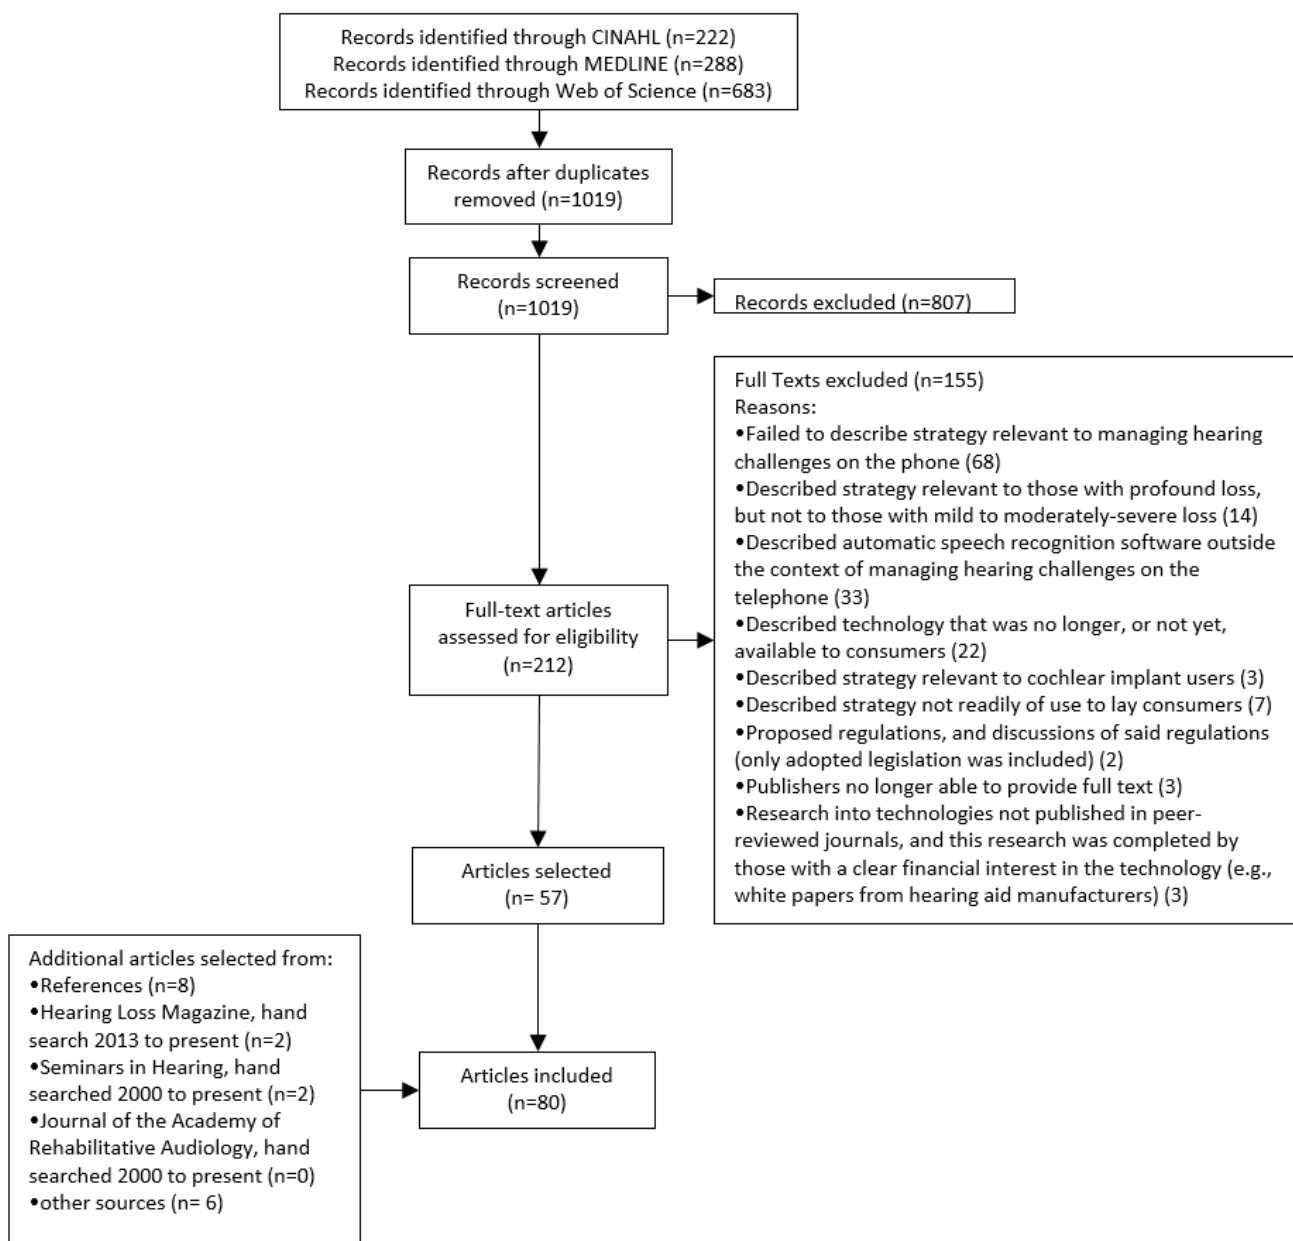 Records identified through CINAHL (n=222)
Records identified through MEDLINE (n=288)
Records identified through Web of Science (n=683)
Records after duplicates
removed (n=1019)
Records screened
(n=1019)
Records excluded (n=807)
Full Texts excluded (n=155)
Reasons:
•Failed to describe strategy relevant to managing hearing
challenges on the phone (68)
•Described strategy relevant to those with profound loss,
but not to those with mild to moderately-severe loss (14)
•Described automatic speech recognition software outside
the context of managing hearing challenges on the
telephone (33)
•Described technology that was no longer, or not yet,
available to consumers (22)
•Described strategy relevant to cochlear implant users (3)
•Described strategy not readily of use to lay consumers (7)
•Proposed regulations, and discussions of said regulations
(only adopted legislation was included) (2)
•Publishers no longer able to provide full text (3)
•Research into technologies not published in peer-
reviewed journals, and this research was completed by
those with a clear financial interest in the technology (e.g.,
white papers from hearing aid manufacturers) (3)
Full-text articles
assessed for eligibility
(n=212)
Articles selected
(n= 57)
Additional articles selected from:
•References (n=8)
•Hearing Loss Magazine, hand
search 2013 to present (n=2)
•Seminars in Hearing, hand
searched 2000 to present (n=2)
•Journal of the Academy of
Rehabilitative Audiology, hand
searched 2000 to present (n=0)
•other sources (n= 6)
Articles included
(n=80)